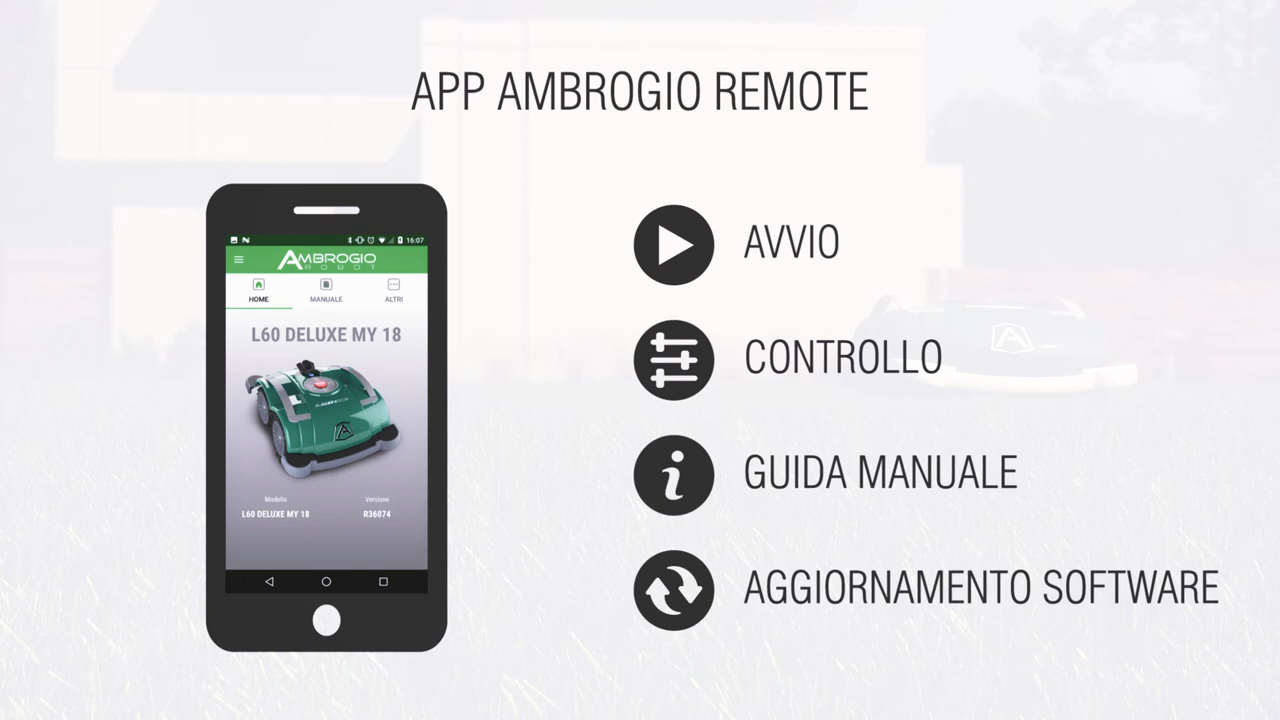 APP AMBROGIO REMOTE
16:07
AMBROGIO
ROBOT
HOME
MANUALE
ALTRI
L60 DELUXE MY 18
Modello
Versione
L60 DELUXE MY 18
R36074
AVVIO
CONTROLLO
GUIDA MANUALE
AGGIORNAMENTO SOFTWARE